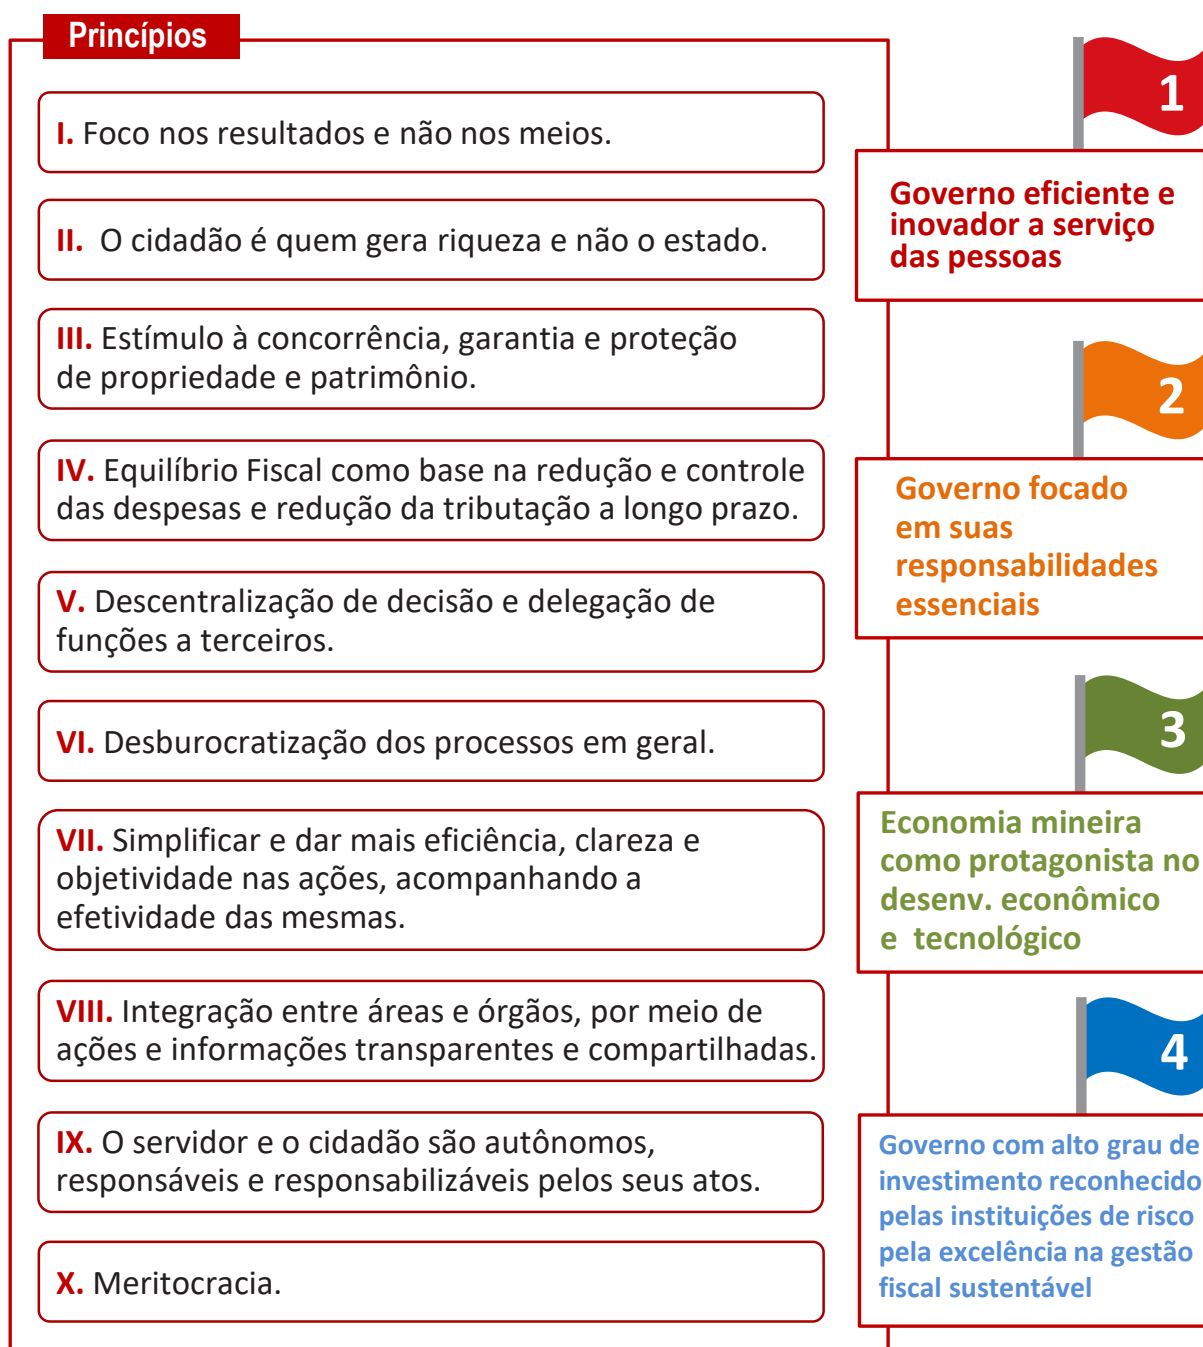 Princípios
I. Foco nos resultados e não nos meios.
II. O cidadão é quem gera riqueza e não o estado.
III. Estímulo à concorrência, garantia e proteção
de propriedade e patrimônio.
IV. Equilíbrio Fiscal como base na redução e controle
das despesas e redução da tributação a longo prazo.
V. Descentralização de decisão e delegação de
funções a terceiros.
VI. Desburocratização dos processos em geral.
VII. Simplificar e dar mais eficiência, clareza e
objetividade nas ações, acompanhando a
efetividade das mesmas.
VIII. Integração entre áreas e órgãos, por meio de
ações e informações transparentes e compartilhadas.
IX. O servidor e o cidadão são autônomos,
responsáveis e responsabilizáveis pelos seus atos.
X. Meritocracia.
1
Governo eficiente e
inovador a serviço
das pessoas
2
Governo focado
em suas
responsabilidades
essenciais
3
Economia mineira
como protagonista no
desenv. econômico
e tecnológico
4
Governo com alto grau de
investimento reconhecido
pelas instituições de risco
pela excelência na gestão
fiscal sustentável